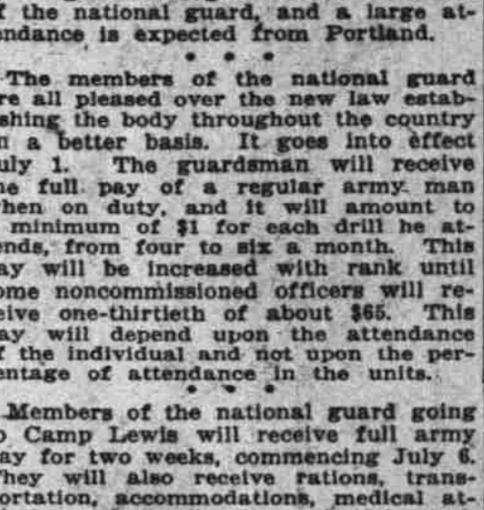 f the national guard, and a large at-
endance is expected from Portland.
• • •
The members of the national guard
re all pleased over the new law estab-
shing the body throughout the country
n a better basis. It goes into effect
uly 1. The guardsman will receive
he full pay of a regular army man
hen on duty, and it will amount to
minimum of $1 for each drill he at-
ends, from four to six a month. This
ay will be increased with rank until
ome noncommissioned officers will re-
eive one-thirtieth of about $65. This
ay will depend upon the attendance
f the individual and not upon the per-
entage of attendance in the units.
• • •
Members of the national guard going
o Camp Lewis will receive full army
ay for two weeks, commencing July 6.
They will also receive rations, trans-
ortation, accommodations, medical at-